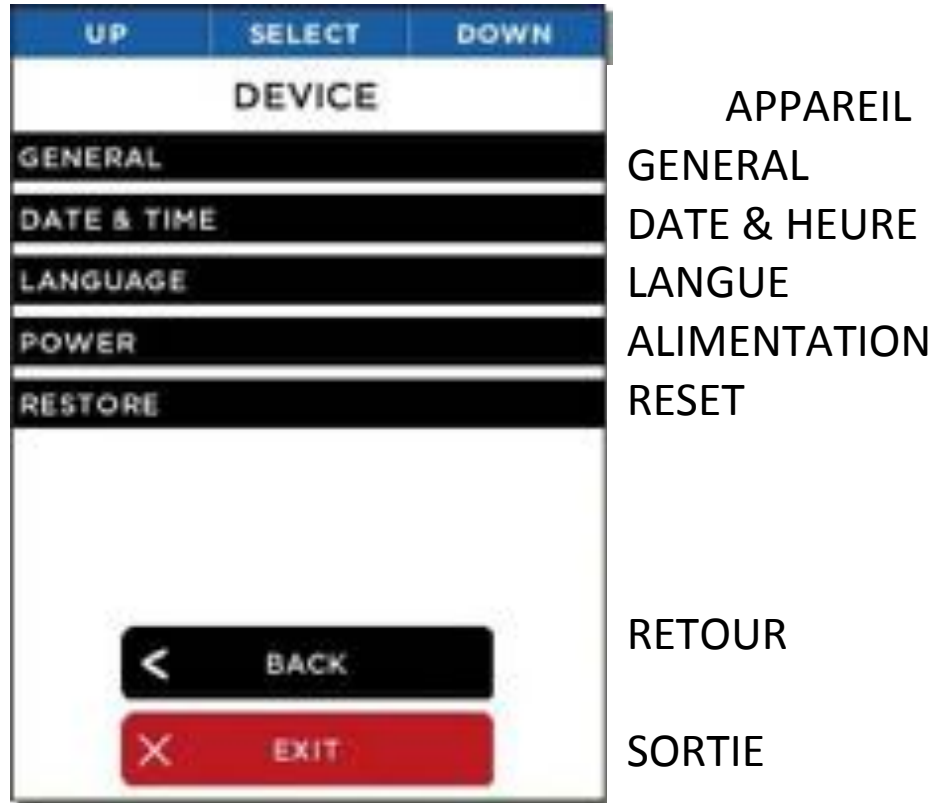 UP SELECT DOWN
DEVICE APPAREIL
GENERAL GENERAL
DATE & TIME DATE & HEURE
LANGUAGE LANGUE
POWER ALIMENTATION
RESTORE RESET
< BACK RETOUR
X EXIT SORTIE